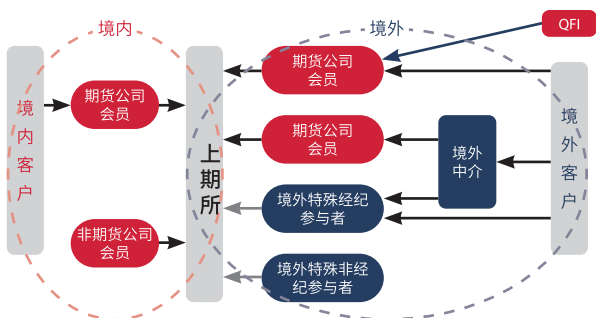 境内
境外
QFI
境内客户
期货公司
会员
非期货公司
会员
上期所
期货公司
会员
期货公司
会员
境外特殊经纪
参与者
境外特殊非经
纪参与者
境外
中介
境外客户